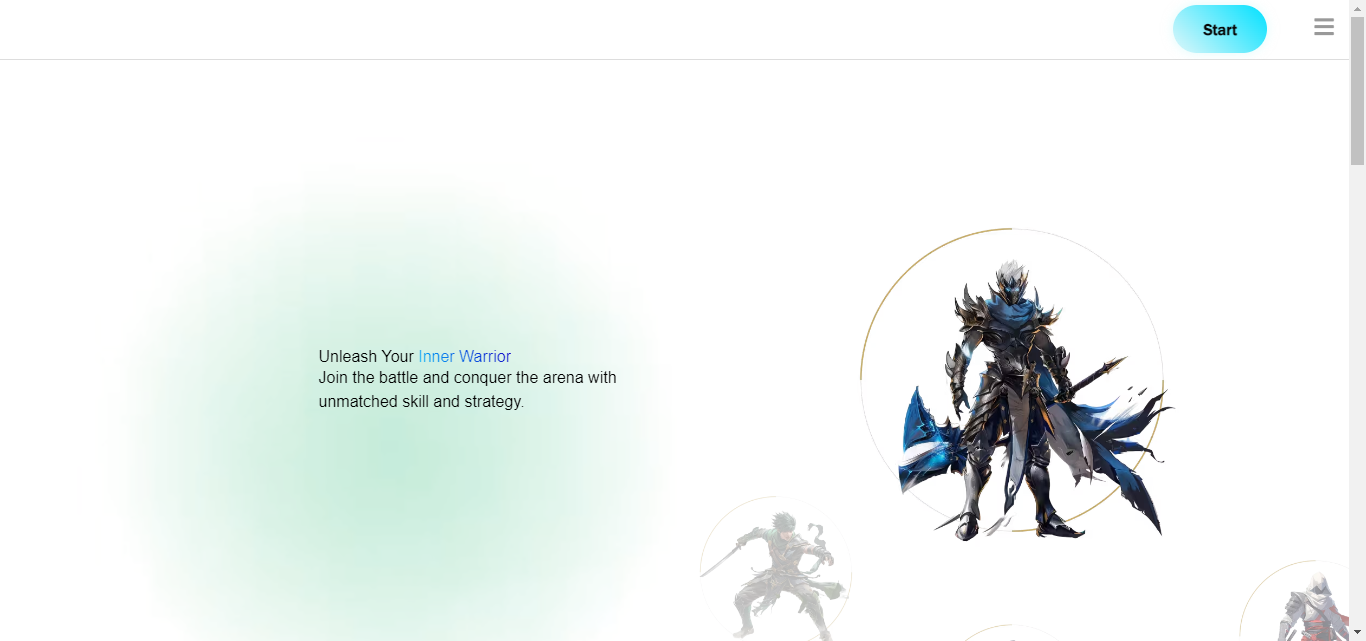 Start
Unleash Your Inner Warrior
Join the battle and conquer the arena with
unmatched skill and strategy.